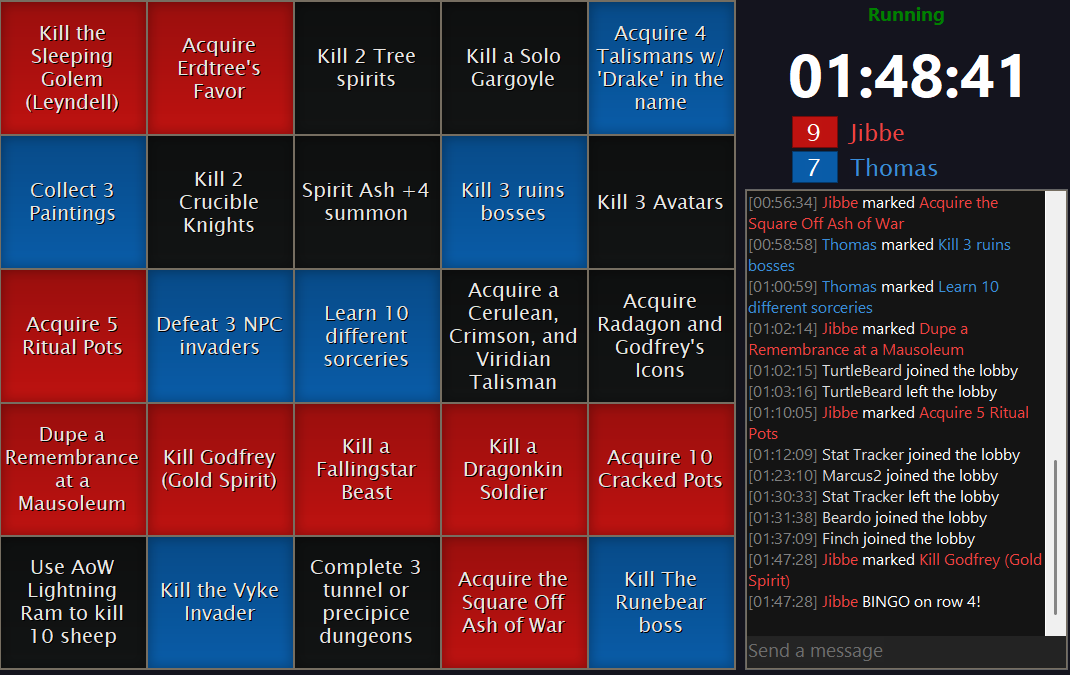 Kill the
Sleeping
Golem
(Leyndell)
Acquire
Erdtree's
Favor
Kill 2 Tree
spirits
Kill a Solo
Gargoyle
Acquire 4
Talismans w/
'Drake' in the
name
Collect 3
Paintings
Kill 2
Crucible
Knights
Spirit Ash +4
summon
Kill 3 ruins
bosses
Kill 3 Avatars
Acquire 5
Ritual Pots
Defeat 3 NPC
invaders
Learn 10
different
sorceries
Acquire a
Cerulean,
Crimson, and
Viridian
Talisman
Acquire
Radagon and
Godfrey's
Icons
Dupe a
Remembrance
at a
Mausoleum
Kill Godfrey
(Gold Spirit)
Kill a
Fallingstar
Beast
Kill a
Dragonkin
Soldier
Acquire 10
Cracked Pots
Use AoW
Lightning
Ram to kill
10 sheep
Kill the Vyke
Invader
Complete 3
tunnel or
precipice
dungeons
Acquire the
Square Off
Ash of War
Kill The
Runebear
boss
Running
01:48:41
9 Jibbe
7 Thomas
[00:56:34] Jibbe marked Acquire the
Square Off Ash of War
[00:58:58] Thomas marked Kill 3 ruins
bosses
[01:00:59] Thomas marked Learn 10
different sorceries
[01:02:14] Jibbe marked Dupe a
Remembrance at a Mausoleum
[01:02:15] TurtleBeard joined the lobby
[01:03:16] TurtleBeard left the lobby
[01:10:05] Jibbe marked Acquire 5 Ritual
Pots
[01:12:09] Stat Tracker joined the lobby
[01:23:10] Marcus2 joined the lobby
[01:30:33] Stat Tracker left the lobby
[01:31:38] Beardo joined the lobby
[01:37:09] Finch joined the lobby
[01:47:28] Jibbe marked Kill Godfrey (Gold
Spirit)
[01:47:28] Jibbe BINGO on row 4!
Send a message